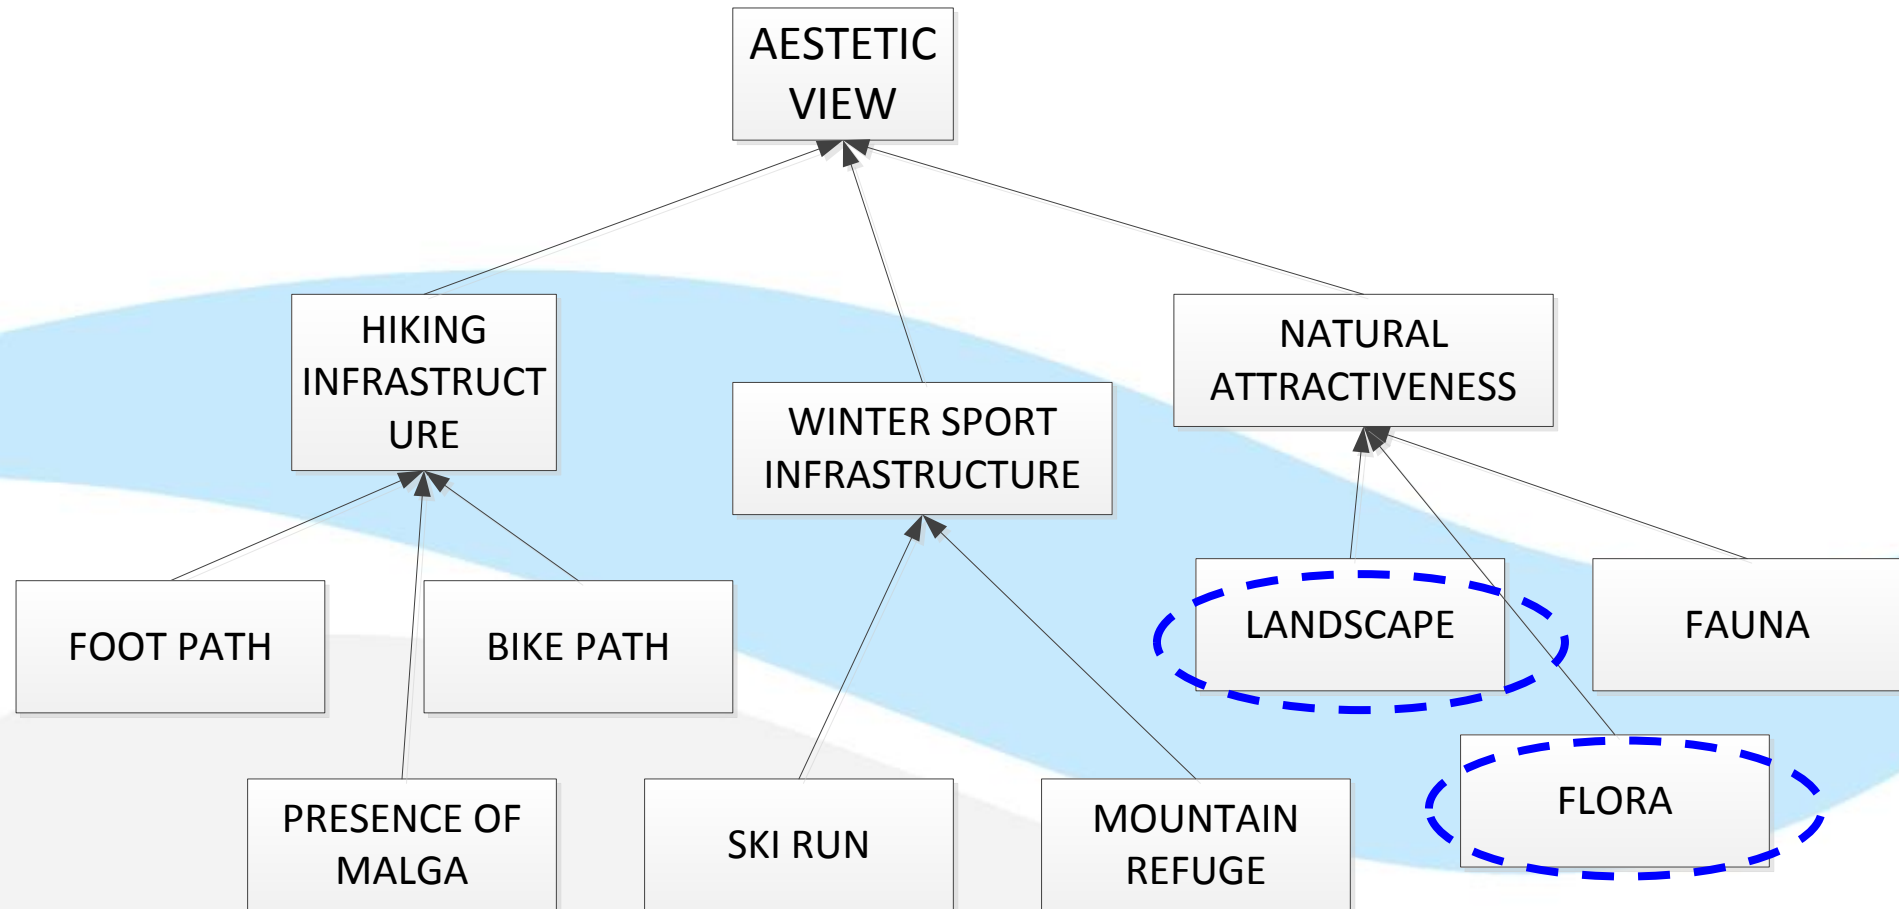 AESTETIC
VIEW
HIKING
INFRASTRUCT
URE
WINTER SPORT
INFRASTRUCTURE
NATURAL
ATTRACTIVENESS
FOOT PATH
BIKE PATH
LANDSCAPE
FAUNA
PRESENCE OF
MALGA
SKI RUN
MOUNTAIN
REFUGE
FLORA